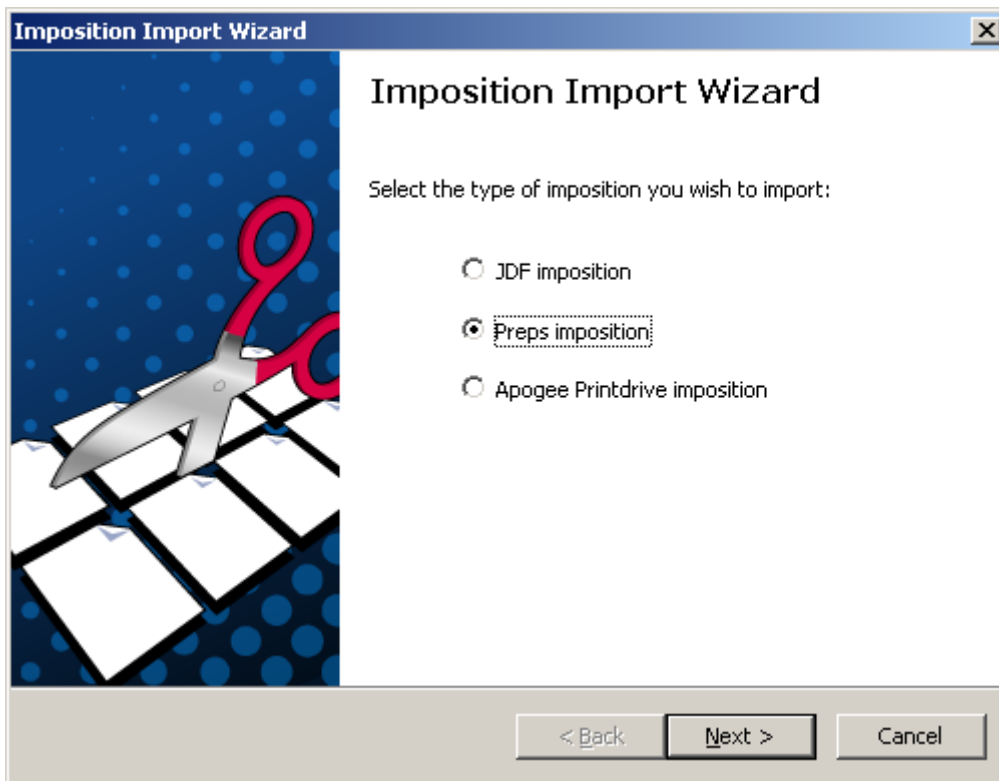 Imposition Import Wizard
Imposition Import Wizard
Select the type of imposition you wish to import:
JDF imposition
Preps imposition
Apogee Printdrive imposition
< Back Next > Cancel